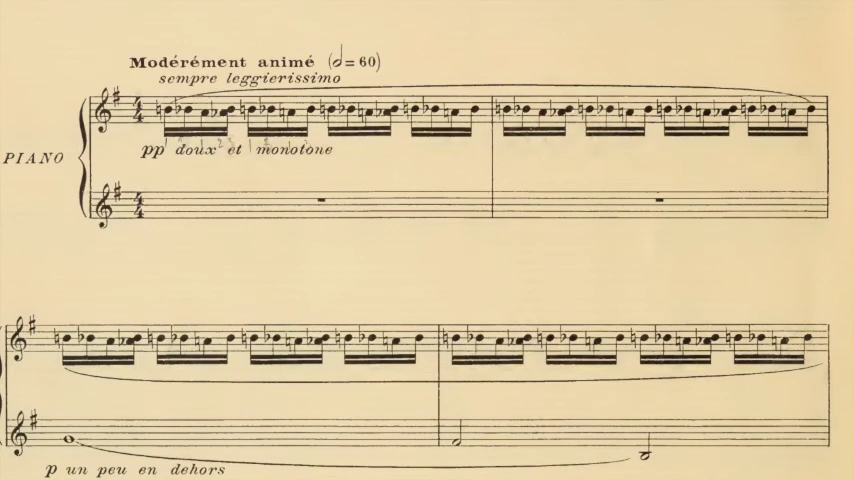 Modérément animé (𝅗𝅥=60)
sempre leggierissimo
PIANO
pp doux et monotone
p un peu en dehors